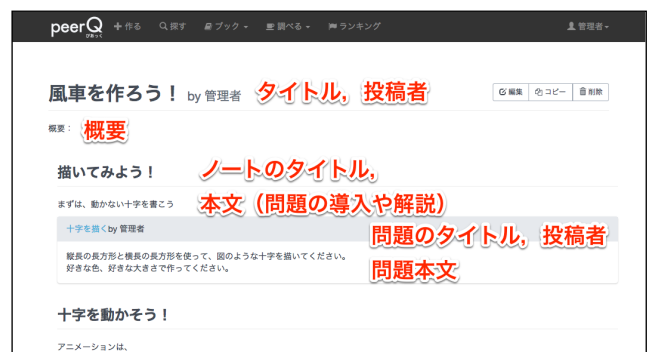 peerQ ぴあっく 作る 探す ブック 調べる ランキング 管理者
風車を作ろう！ by 管理者 タイトル，投稿者 編集 コピー 削除
概要： 概要
描いてみよう！ ノートのタイトル，
まずは、動かない十字を書こう 本文（問題の導入や解説）
十字を描くby 管理者 問題のタイトル，投稿者
縦長の長方形と横長の長方形を使って、図のような十字を描いてください。
好きな色、好きな大きさで作ってください。 問題本文
十字を動かそう！
アニメーションは、